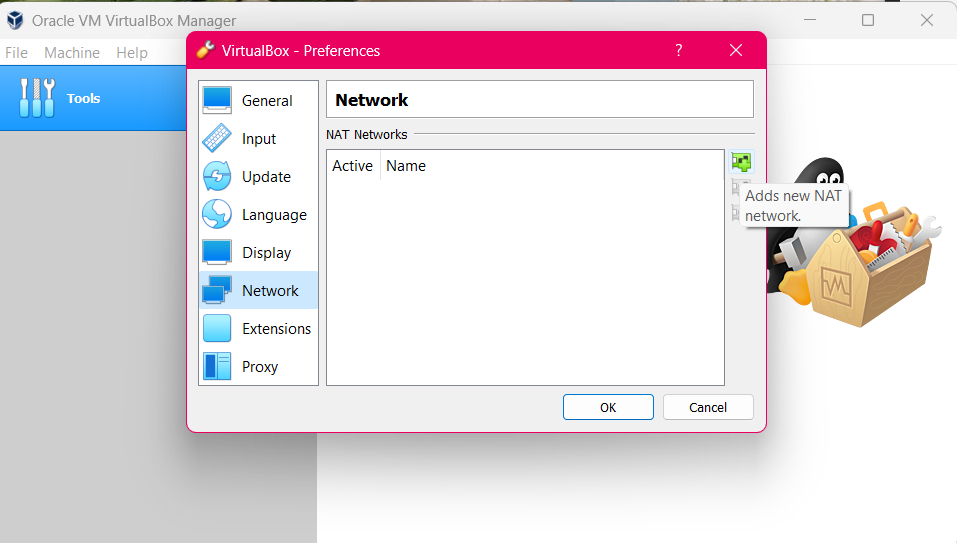 Oracle VM VirtualBox Manager
File Machine Help
Tools
VirtualBox - Preferences
?
General
Input
Update
Language
Display
Network
Extensions
Proxy
Network
NAT Networks
Active Name
Adds new NAT
network.
OK Cancel